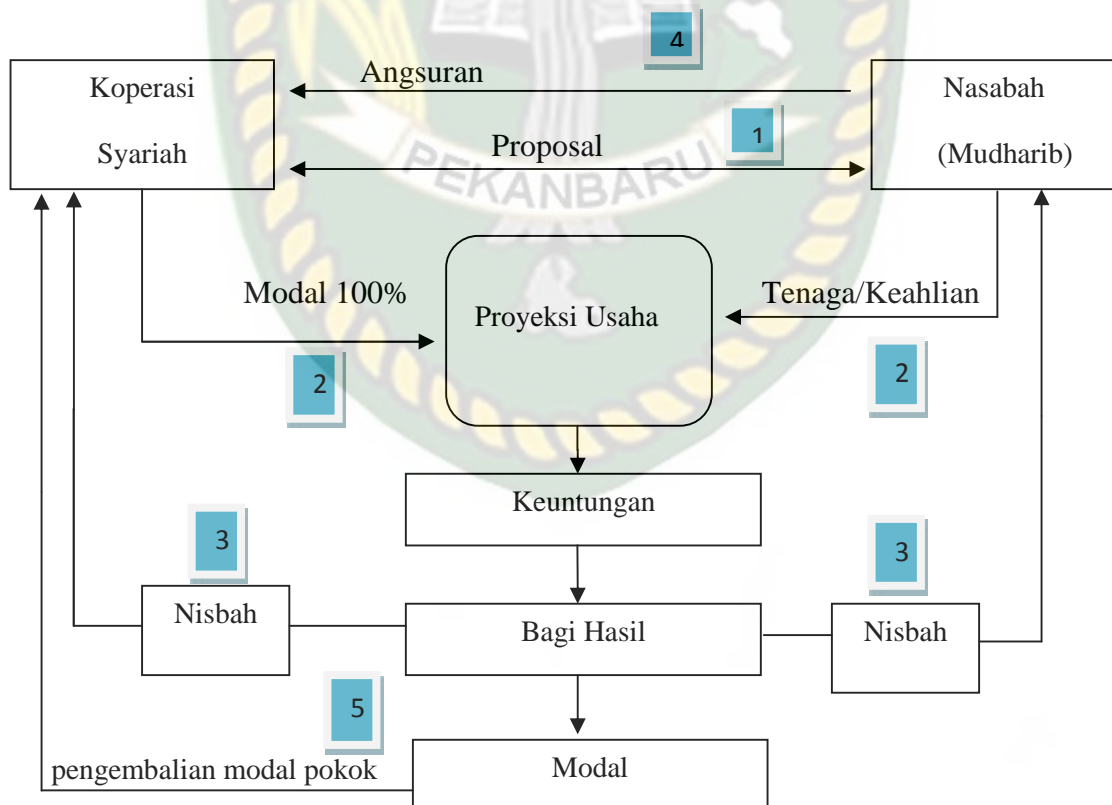 4
Angsuran
Koperasi
Syariah
Nasabah
(Mudharib)
1
Proposal
PEKANBARU
Modal 100%
Proyeksi Usaha
Tenaga/Keahlian
2
2
Keuntungan
3
3
Nisbah
Bagi Hasil
Nisbah
5
pengembalian modal pokok
Modal